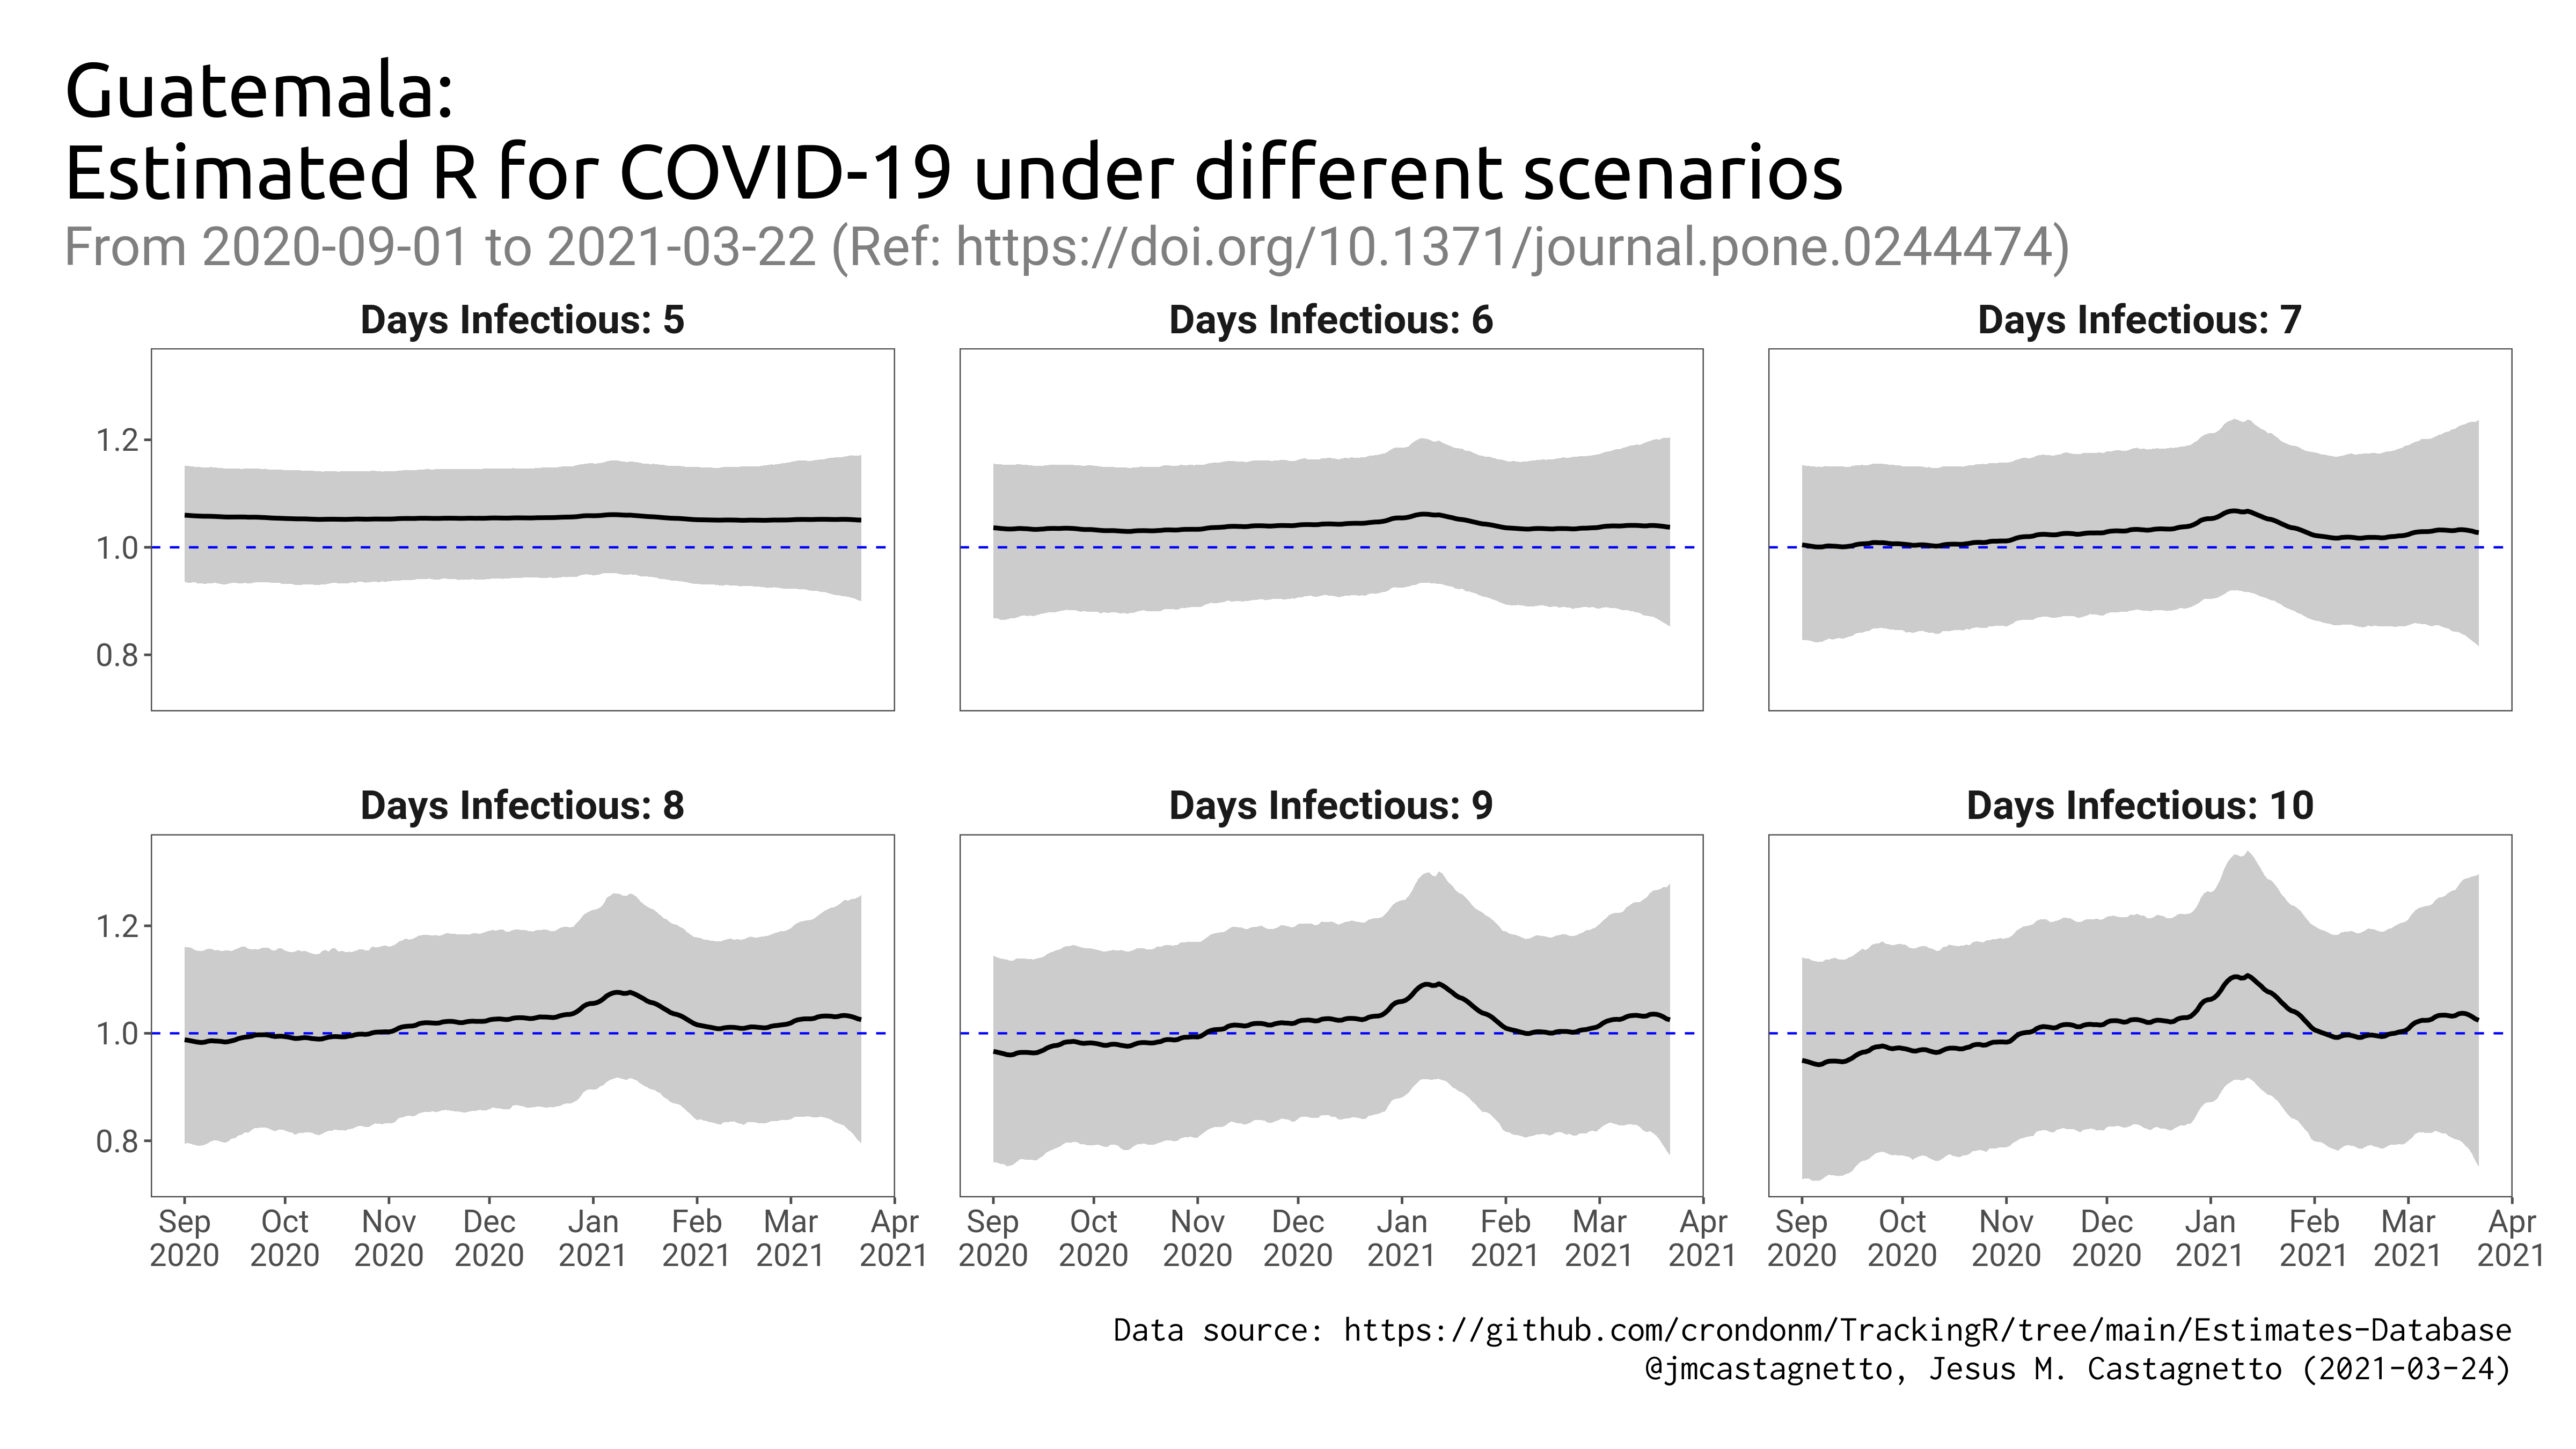 Guatemala:
Estimated R for COVID-19 under different scenarios
From 2020-09-01 to 2021-03-22 (Ref: https://doi.org/10.1371/journal.pone.0244474)
Days Infectious: 5
Days Infectious: 6
Days Infectious: 7
1.2
1.0
0.8
Days Infectious: 8
Days Infectious: 9
Days Infectious: 10
1.2
1.0
0.8
Sep Oct Nov Dec Jan Feb Mar Apr
2020 2020 2020 2020 2021 2021 2021 2021
Sep Oct Nov Dec Jan Feb Mar Apr
2020 2020 2020 2020 2021 2021 2021 2021
Sep Oct Nov Dec Jan Feb Mar Apr
2020 2020 2020 2020 2021 2021 2021 2021
Data source: https://github.com/crondonm/TrackingR/tree/main/Estimates-Database
@jmcastagnetto, Jesus M. Castagnetto (2021-03-24)